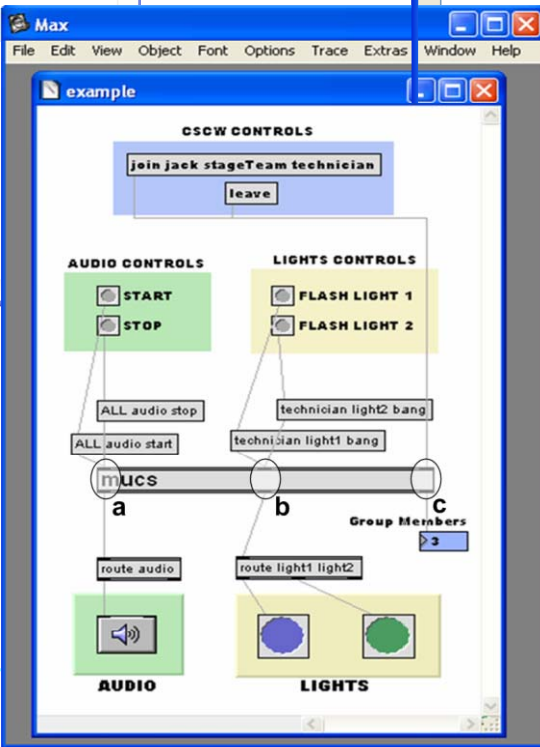 Max
File Edit View Object Font Options Trace Extras Window Help
example
CSCW CONTROLS
join jack stageTeam technician
leave
AUDIO CONTROLS
START
STOP
LIGHTS CONTROLS
FLASH LIGHT 1
FLASH LIGHT 2
ALL audio stop
ALL audio start
technician light2 bang
technician light1 bang
mucs
a
b
c
Group Members
3
route audio
route light1 light2
AUDIO
LIGHTS